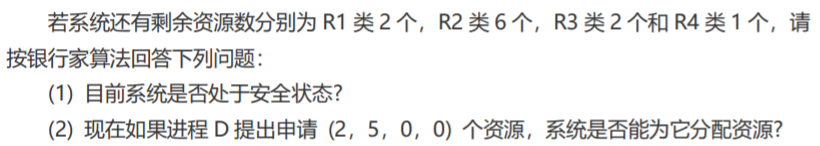 若系统还有剩余资源数分别为 R1 类 2 个，R2 类 6 个，R3 类 2 个和 R4 类 1 个，请
按银行家算法回答下列问题：
(1) 目前系统是否处于安全状态?
(2) 现在如果进程 D 提出申请 (2，5，0，0) 个资源，系统是否能为它分配资源?